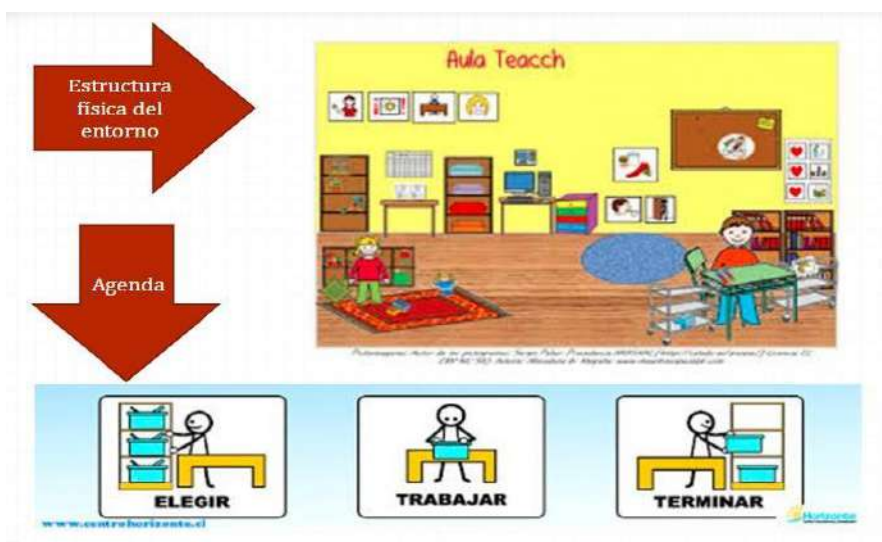 Estructura
física del
entorno
Aula Teacch
Agenda
ELEGIR
TRABAJAR
TERMINAR
www.centrohorizonte.cl
Horizonte